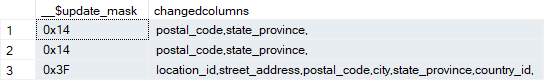 __$update_mask changedcolumns
1 0x14 postal_code,state_province,
2 0x14 postal_code,state_province,
3 0x3F location_id,street_address,postal_code,city,state_province,country_id,